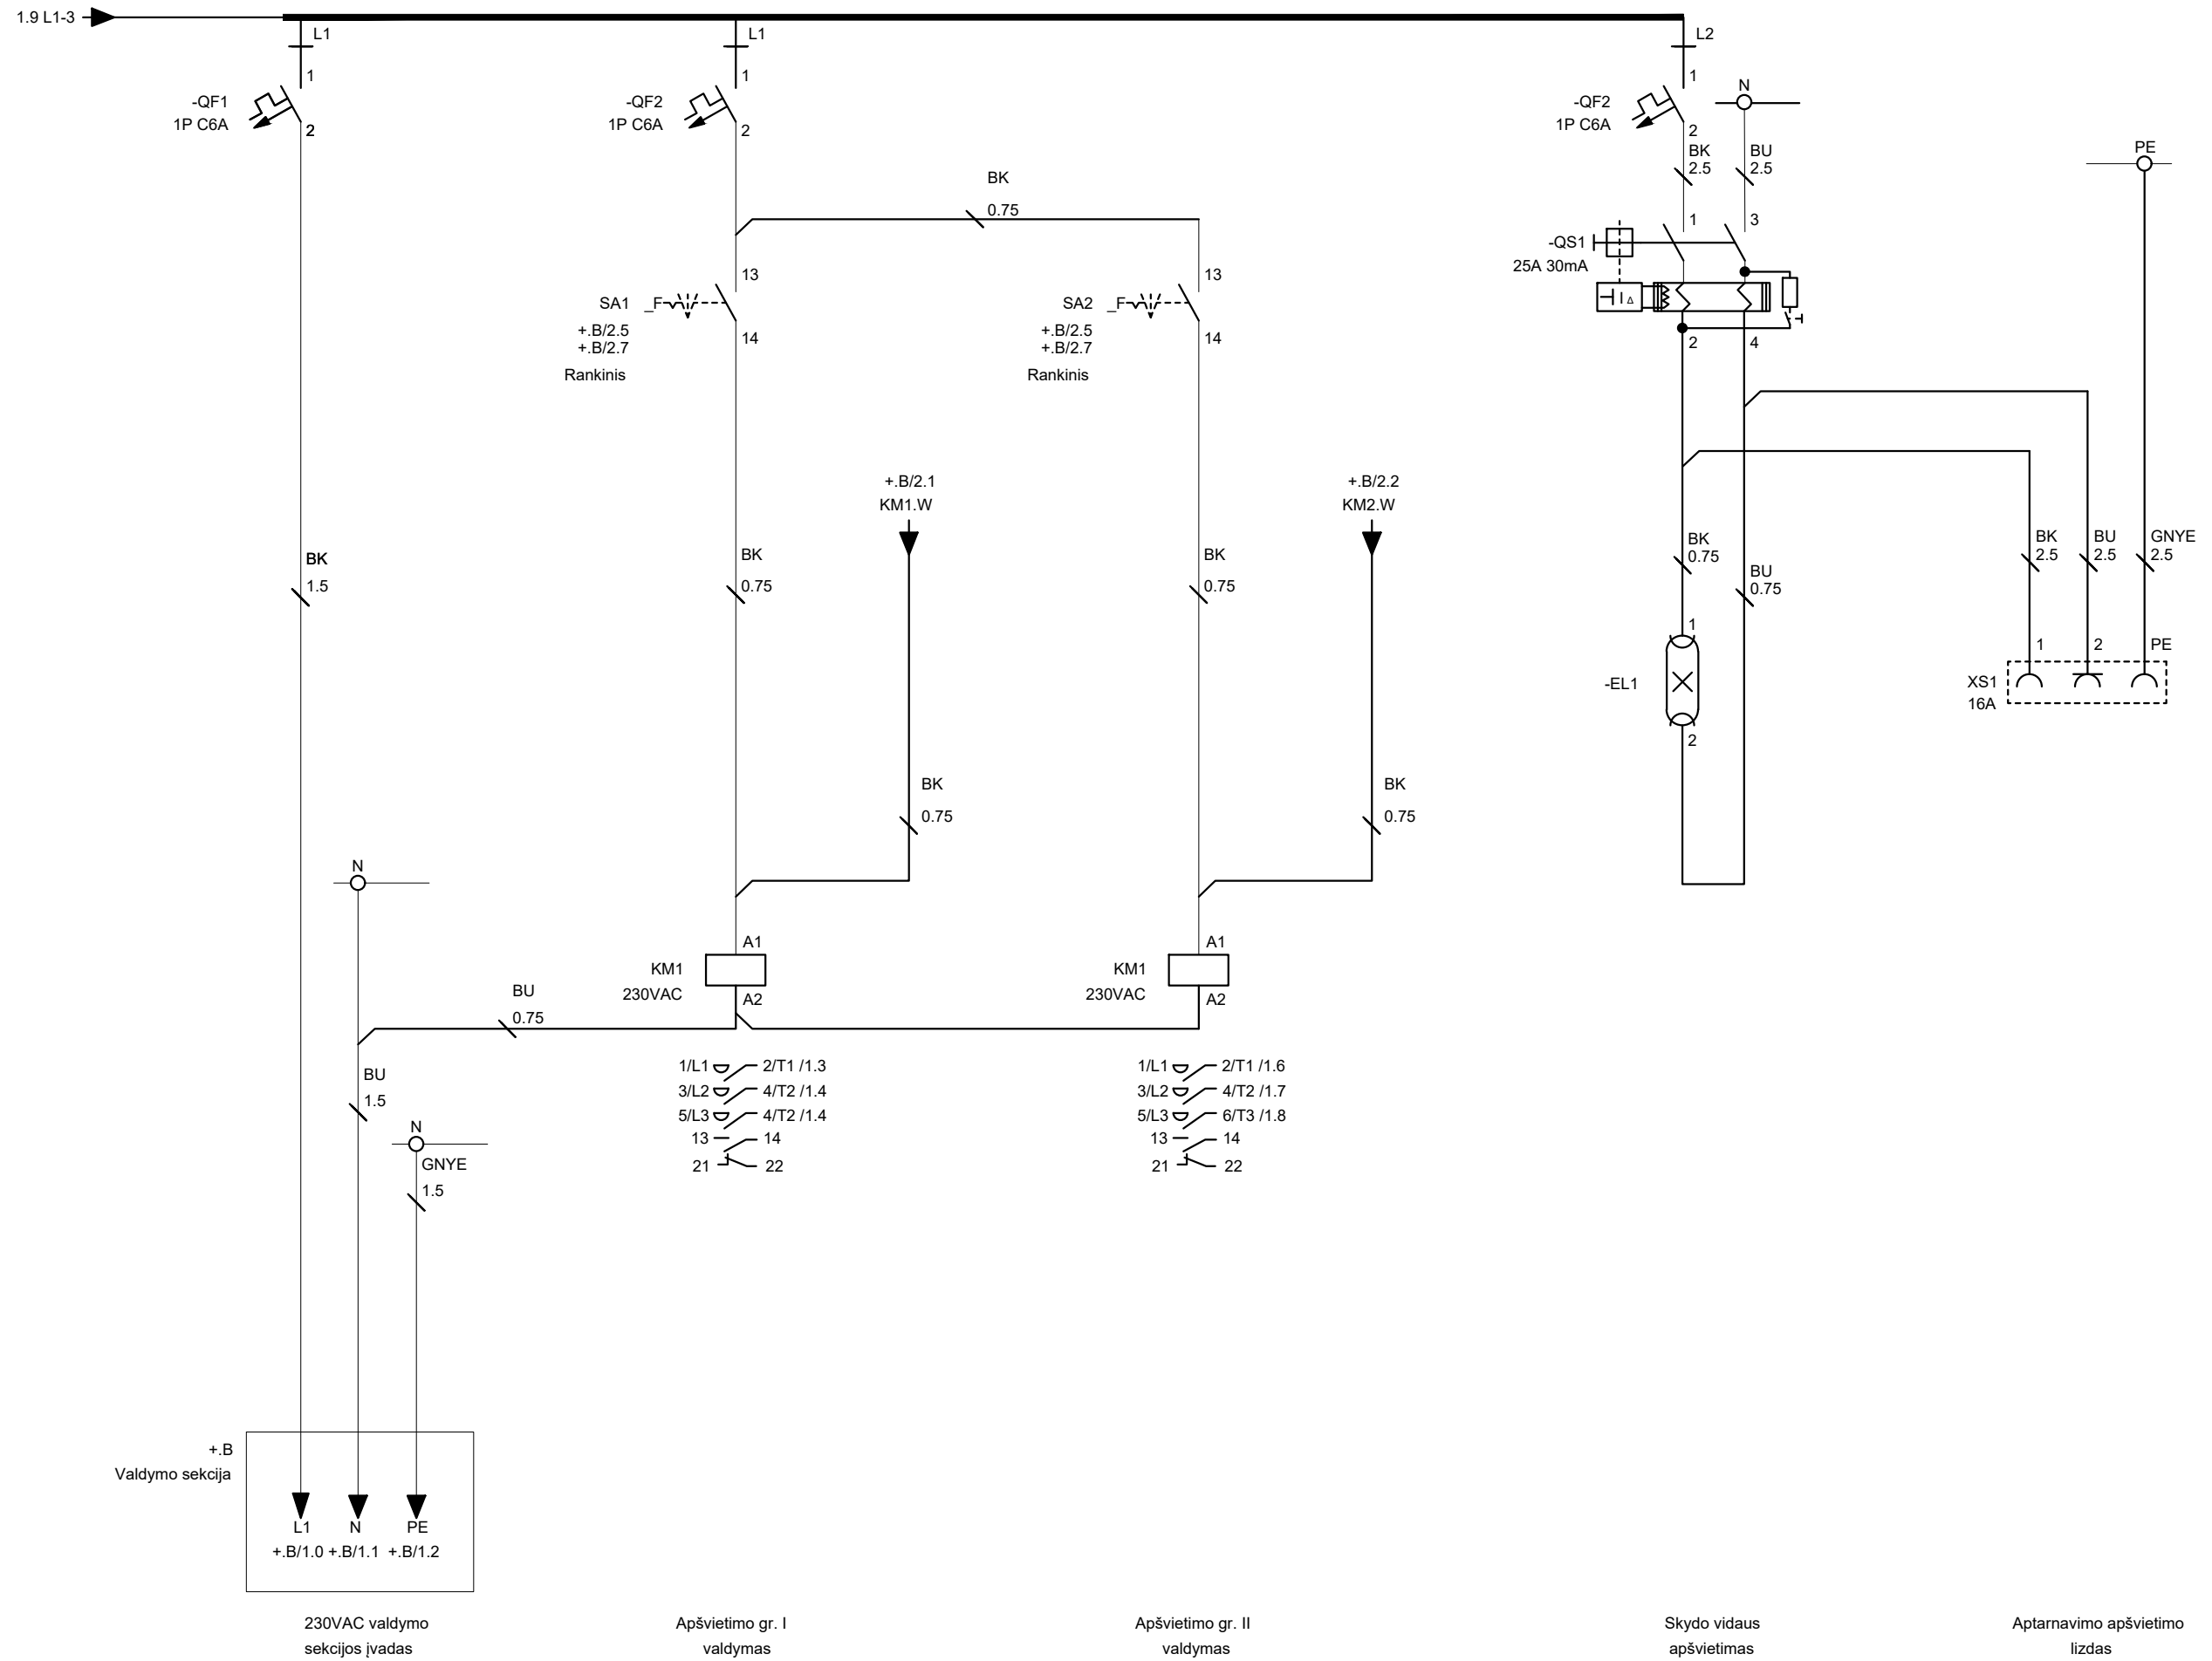 1.9 L1-3
L1
1
-QF1
1P C6A
2
BK
1.5
N
BU
1.5
N
GNYE
1.5
+.B
Valdymo sekcija
L1
N
PE
+.B/1.0
+.B/1.1
+.B/1.2
230VAC valdymo
sekcijos įvadas
L1
1
-QF2
1P C6A
2
BK
0.75
13
SA1
_F
+.B/2.5
+.B/2.7
14
Rankinis
BK
0.75
+.B/2.1
KM1.W
BK
0.75
A1
KM1
230VAC
A2
BU
0.75
1/L1 2/T1 /1.3
3/L2 4/T2 /1.4
5/L3 4/T2 /1.4
13 14
21 22
Apšvietimo gr. I
valdymas
13
SA2
_F
+.B/2.5
+.B/2.7
14
Rankinis
BK
0.75
+.B/2.2
KM2.W
BK
0.75
A1
KM1
230VAC
A2
1/L1 2/T1 /1.6
3/L2 4/T2 /1.7
5/L3 6/T3 /1.8
13 14
21 22
Apšvietimo gr. II
valdymas
L2
1
N
-QF2
1P C6A
2
BK
2.5
BU
2.5
1
3
-QS1
25A 30mA
I Δ
2
4
BK
0.75
BU
0.75
1
-EL1
2
Skydo vidaus
apšvietimas
PE
BK
2.5
BU
2.5
GNYE
2.5
1
2
PE
XS1
16A
Aptarnavimo apšvietimo
lizdas